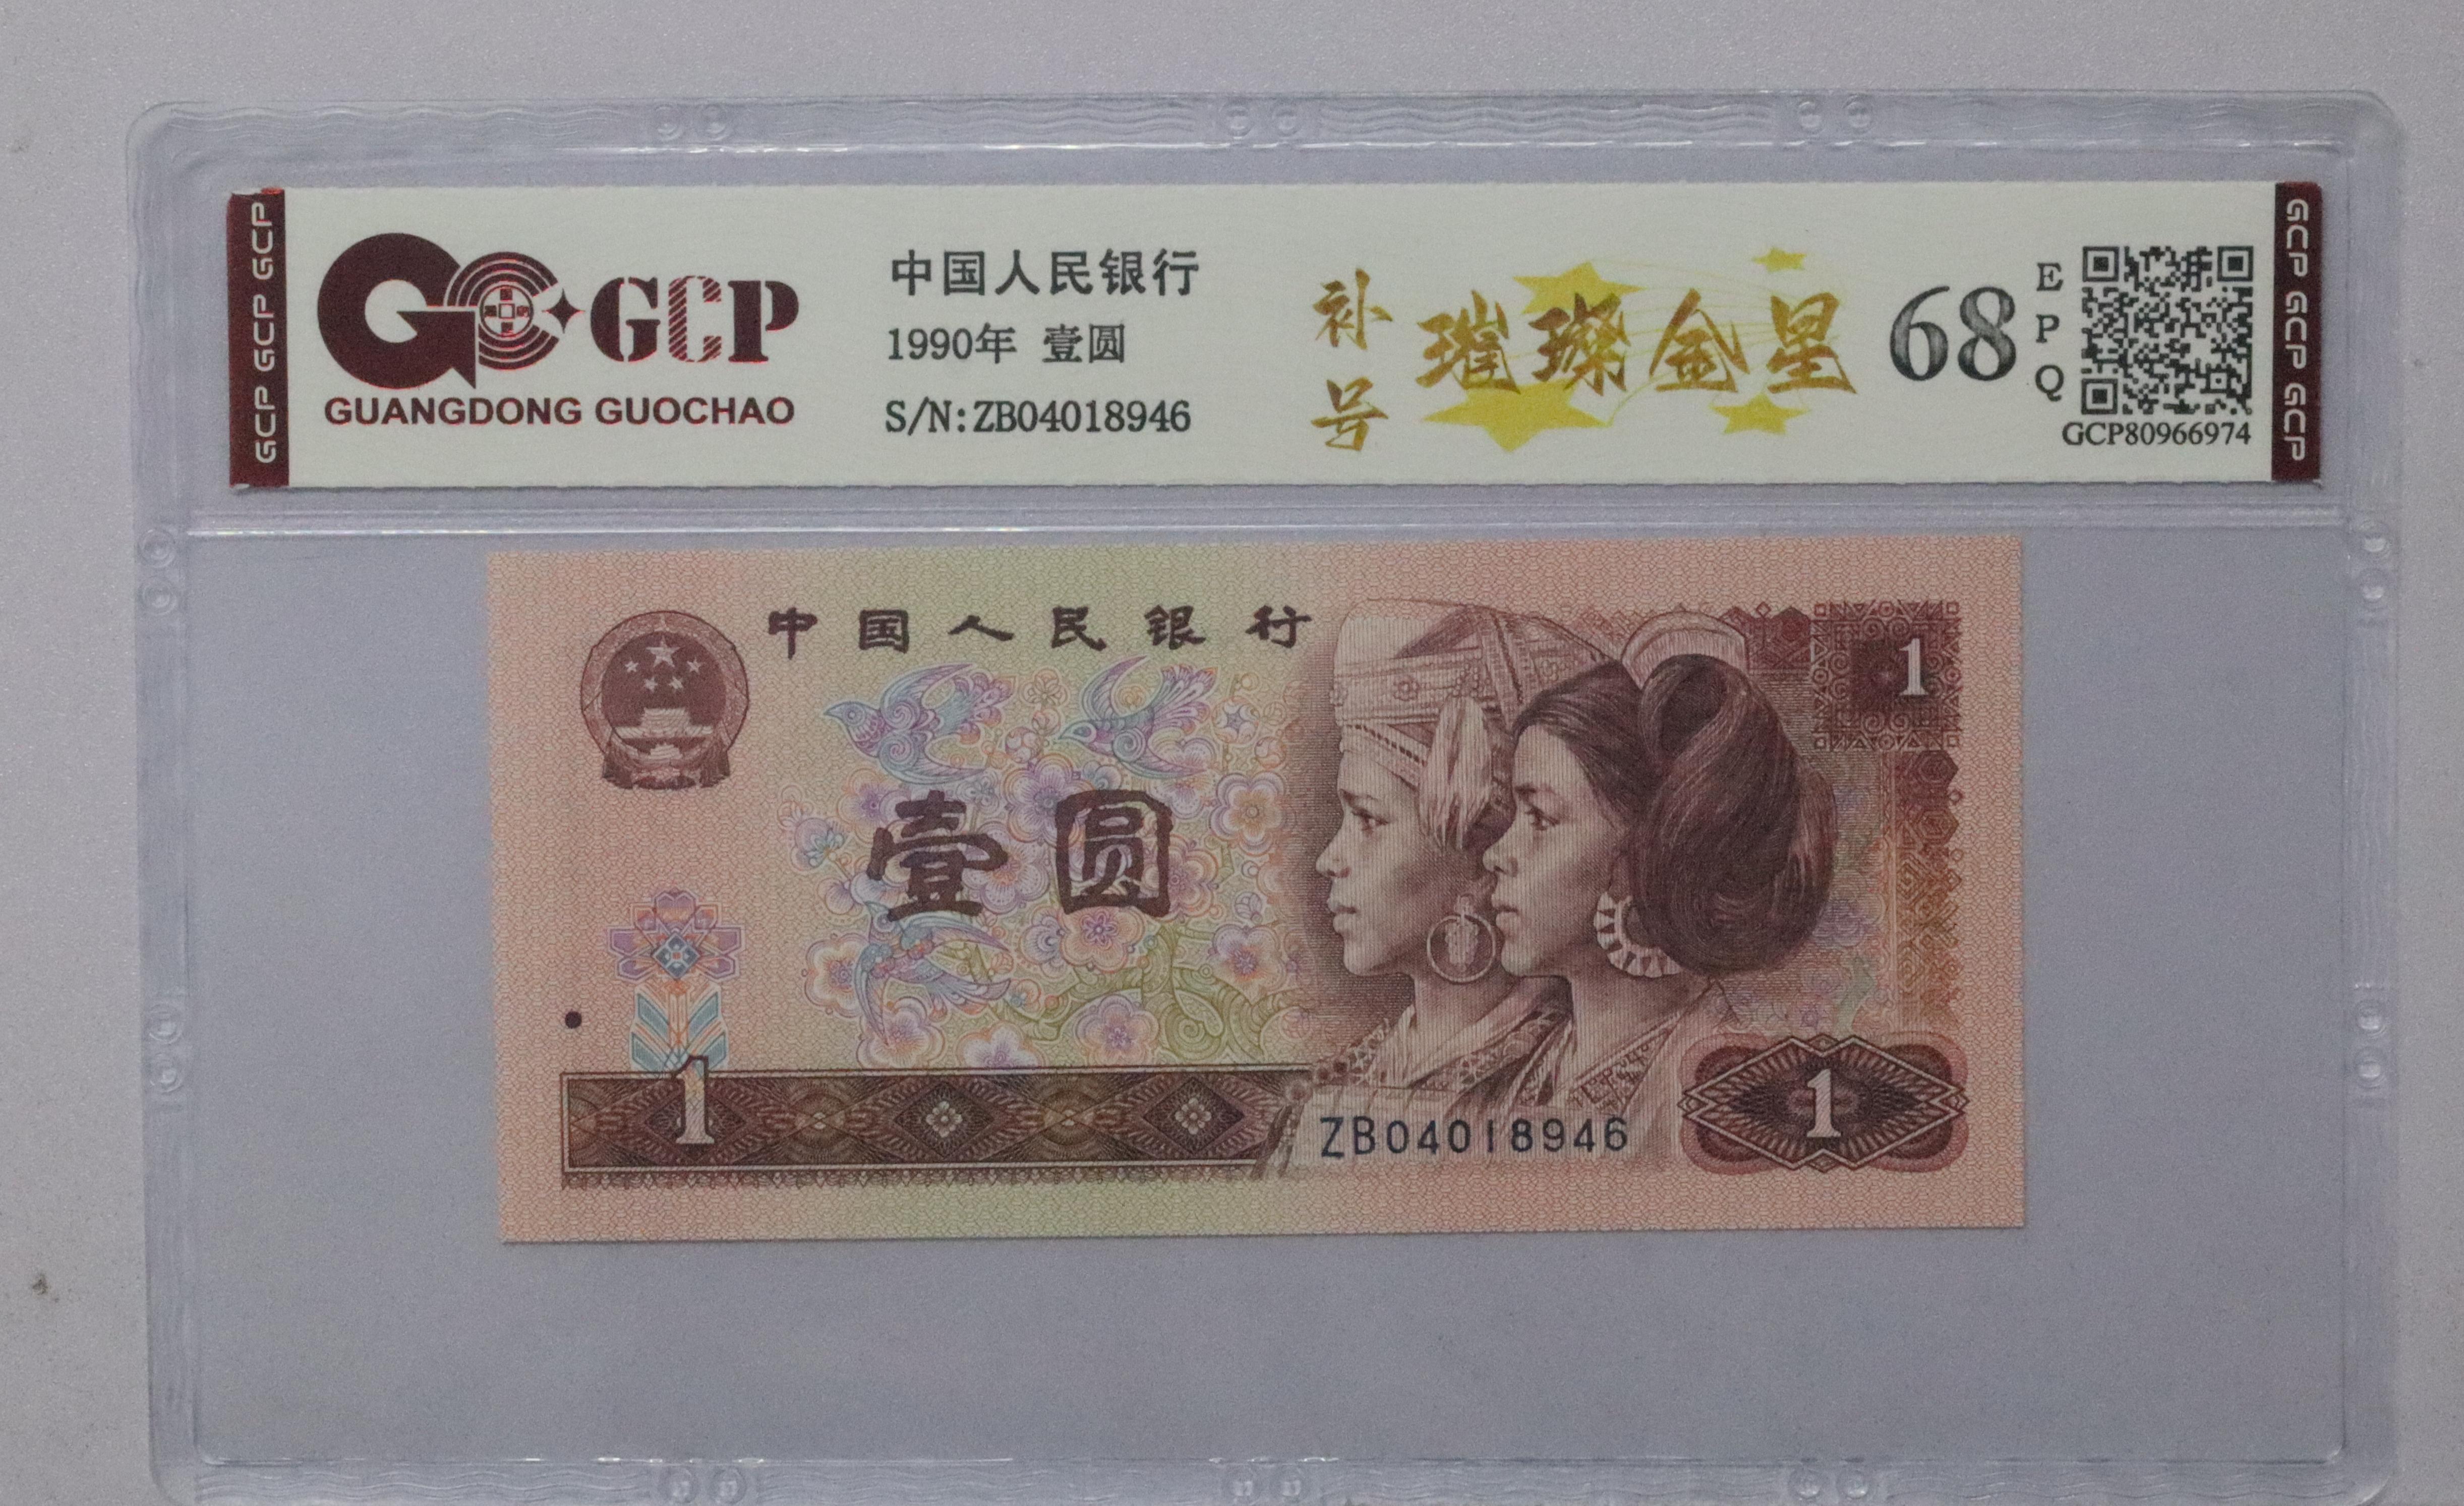 GCP GCP GCP
GCP
GUANGDONG GUOCHAO
中国人民银行
1990年 壹圆
S/N:ZB04018946
补号
璀璨金星
68
EPQ
GCP80966974
GCP GCP GCP
中国人民银行
1
壹圆
1
ZB04018946
1